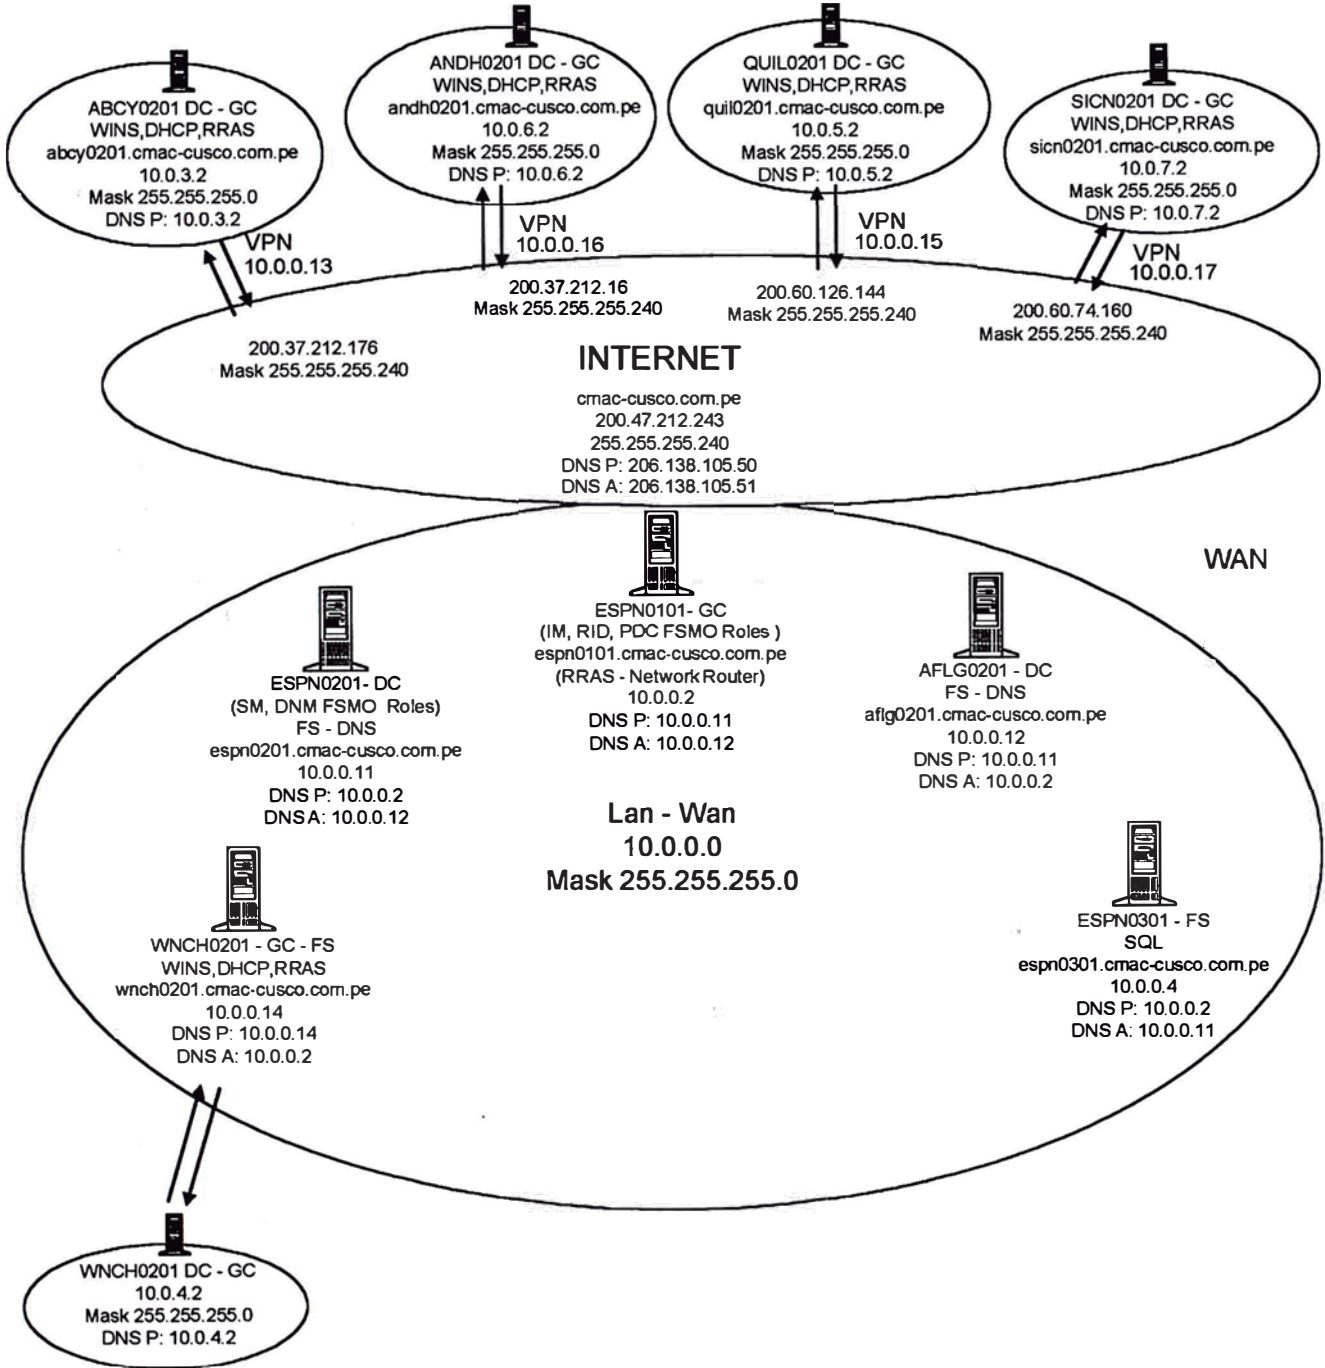 ABCY0201 DC - GC
WINS,DHCP,RRAS
abcy0201.cmac-cusco.com.pe
10.0.3.2
Mask 255.255.255.0
DNS P: 10.0.3.2
ANDH0201 DC - GC
WINS,DHCP,RRAS
andh0201.cmac-cusco.com.pe
10.0.6.2
Mask 255.255.255.0
DNS P: 10.0.6.2
QUIL0201 DC - GC
WINS,DHCP,RRAS
quil0201.cmac-cusco.com.pe
10.0.5.2
Mask 255.255.255.0
DNS P: 10.0.5.2
SICN0201 DC - GC
WINS,DHCP,RRAS
sicn0201.cmac-cusco.com.pe
10.0.7.2
Mask 255.255.255.0
DNS P: 10.0.7.2
VPN
10.0.0.13
VPN
10.0.0.16
VPN
10.0.0.15
VPN
10.0.0.17
200.37.212.176
Mask 255.255.255.240
200.37.212.16
Mask 255.255.255.240
200.60.126.144
Mask 255.255.255.240
200.60.74.160
Mask 255.255.255.240
INTERNET
cmac-cusco.com.pe
200.47.212.243
255.255.255.240
DNS P: 206.138.105.50
DNS A: 206.138.105.51
WAN
ESPN0101- GC
(IM, RID, PDC FSMO Roles )
espn0101.cmac-cusco.com.pe
(RRAS - Network Router)
10.0.0.2
DNS P: 10.0.0.11
DNS A: 10.0.0.12
ESPN0201- DC
(SM, DNM FSMO Roles)
FS - DNS
espn0201.cmac-cusco.com.pe
10.0.0.11
DNS P: 10.0.0.2
DNS A: 10.0.0.12
AFLG0201 - DC
FS - DNS
aflg0201.cmac-cusco.com.pe
10.0.0.12
DNS P: 10.0.0.11
DNS A: 10.0.0.2
Lan - Wan
10.0.0.0
Mask 255.255.255.0
WNCH0201 - GC - FS
WINS,DHCP,RRAS
wnch0201.cmac-cusco.com.pe
10.0.0.14
DNS P: 10.0.0.14
DNS A: 10.0.0.2
ESPN0301 - FS
SQL
espn0301.cmac-cusco.com.pe
10.0.0.4
DNS P: 10.0.0.2
DNS A: 10.0.0.11
WNCH0201 DC - GC
10.0.4.2
Mask 255.255.255.0
DNS P: 10.0.4.2